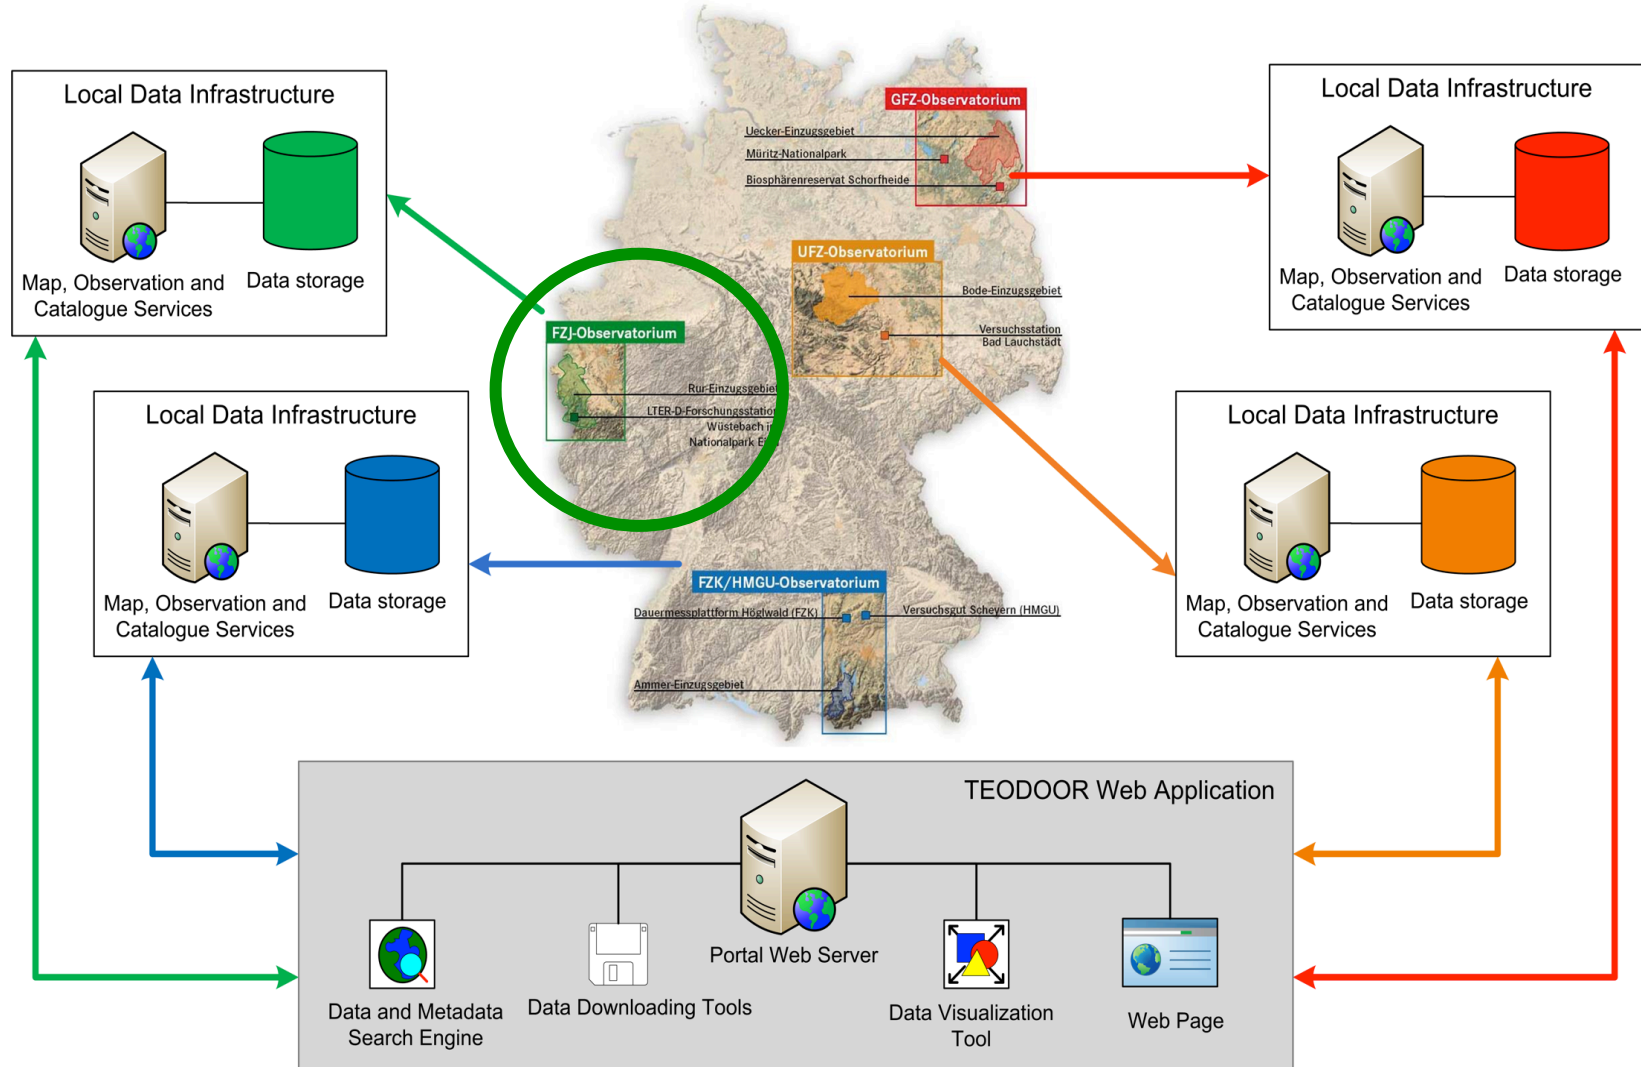 Local Data Infrastructure
Map, Observation and
Catalogue Services
Data storage
Local Data Infrastructure
Map, Observation and
Catalogue Services
Data storage
GFZ-Observatorium
Uecker-Einzugsgebiet
Müritz-Nationalpark
Biosphärenreservat Schorfheide
UFZ-Observatorium
Bode-Einzugsgebiet
Versuchsstation
Bad Lauchstädt
FZJ-Observatorium
Rur-Einzugsgebiet
LTER-D-Forschungsstation
Wüstebach
Nationalpark
FZK/HMGU-Observatorium
Dauermessplattform Höglwald (FZK)
Versuchsgut Scheyern (HMGU)
Ammer-Einzugsgebiet
Local Data Infrastructure
Map, Observation and
Catalogue Services
Data storage
Local Data Infrastructure
Map, Observation and
Catalogue Services
Data storage
TEODOOR Web Application
Portal Web Server
Data and Metadata
Search Engine
Data Downloading Tools
Data Visualization
Tool
Web Page